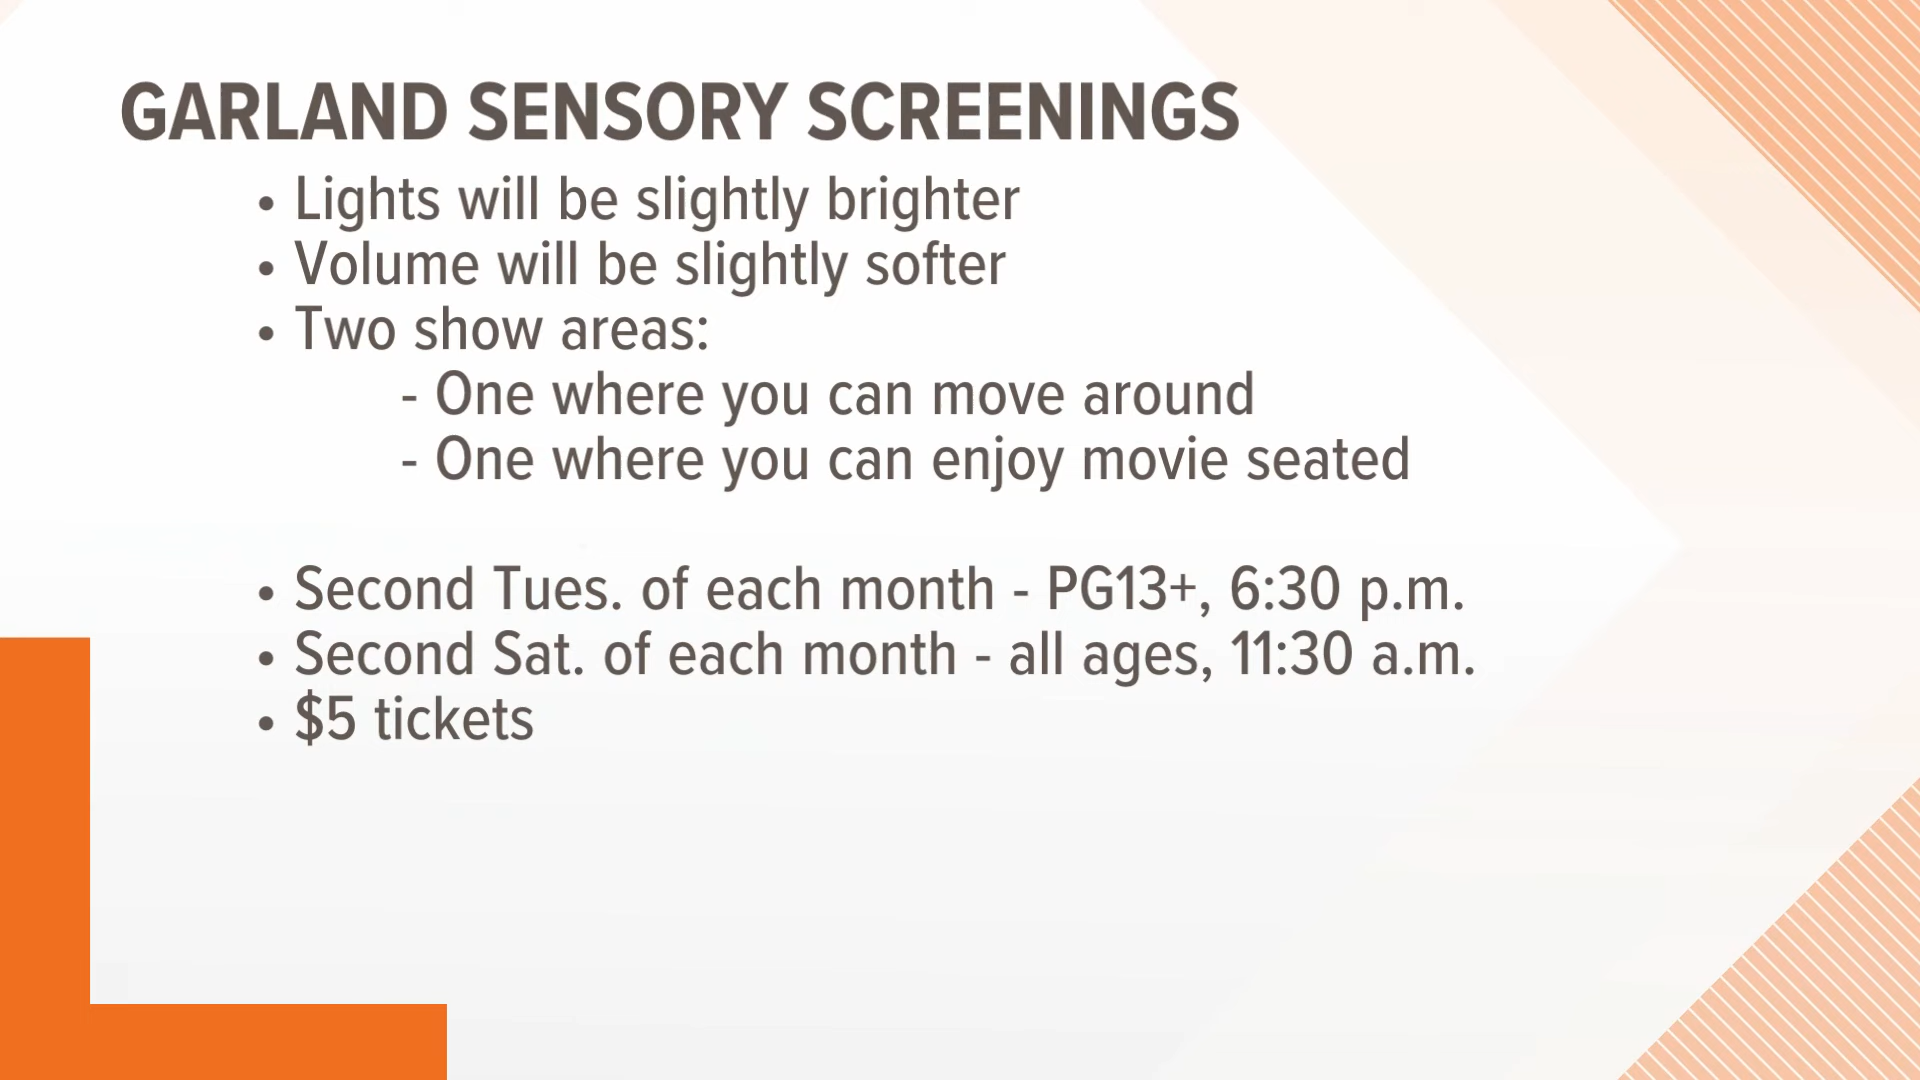 GARLAND SENSORY SCREENINGS
• Lights will be slightly brighter
• Volume will be slightly softer
• Two show areas:
- One where you can move around
- One where you can enjoy movie seated
• Second Tues. of each month - PG13+, 6:30 p.m.
• Second Sat. of each month - all ages, 11:30 a.m.
• $5 tickets